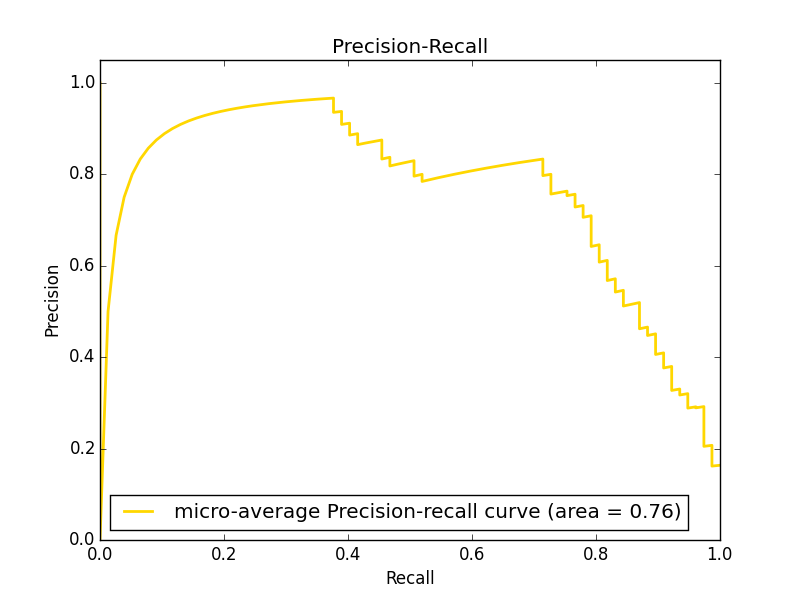 Precision-Recall
1.0
0.8
0.6
0.4
0.2
0.0
Precision
micro-average Precision-recall curve (area = 0.76)
0.0 0.2 0.4 0.6 0.8 1.0
Recall